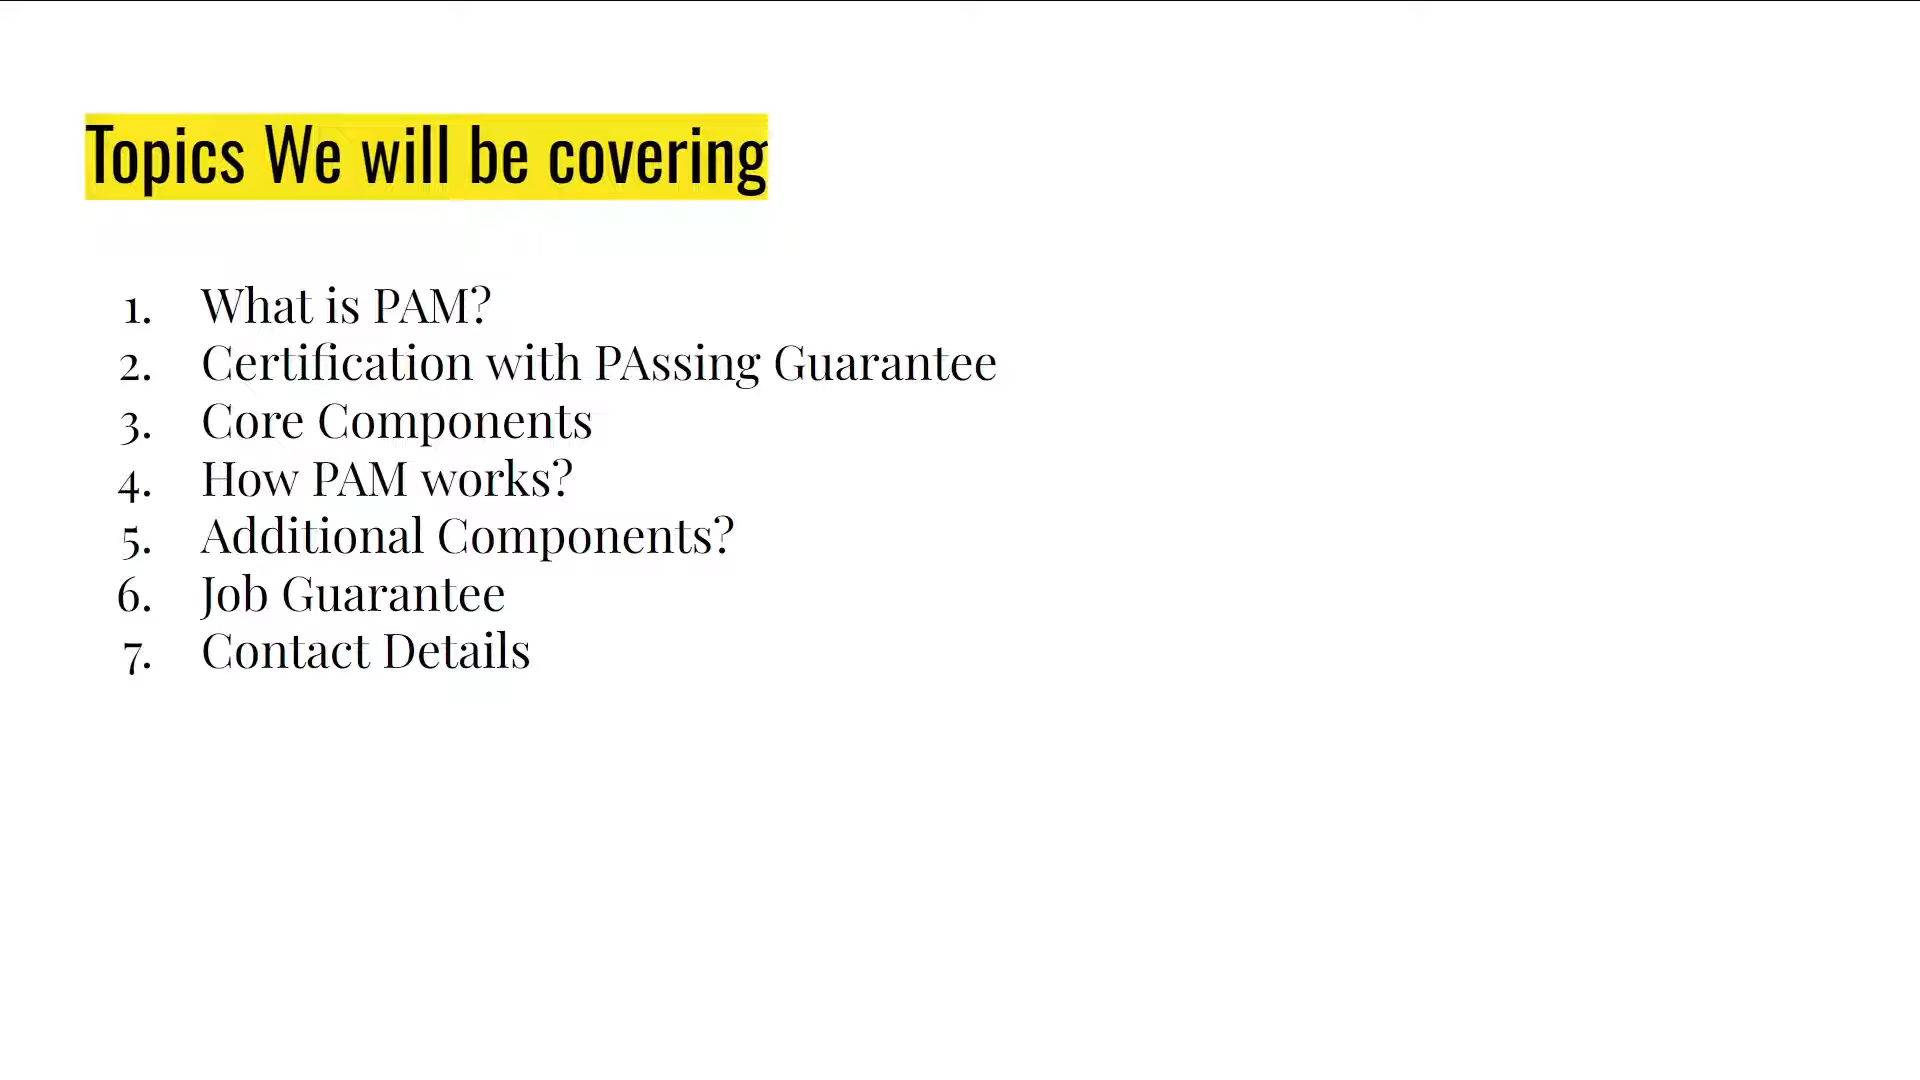 Topics We will be covering
1. What is PAM?
2. Certification with PAssing Guarantee
3. Core Components
4. How PAM works?
5. Additional Components?
6. Job Guarantee
7. Contact Details